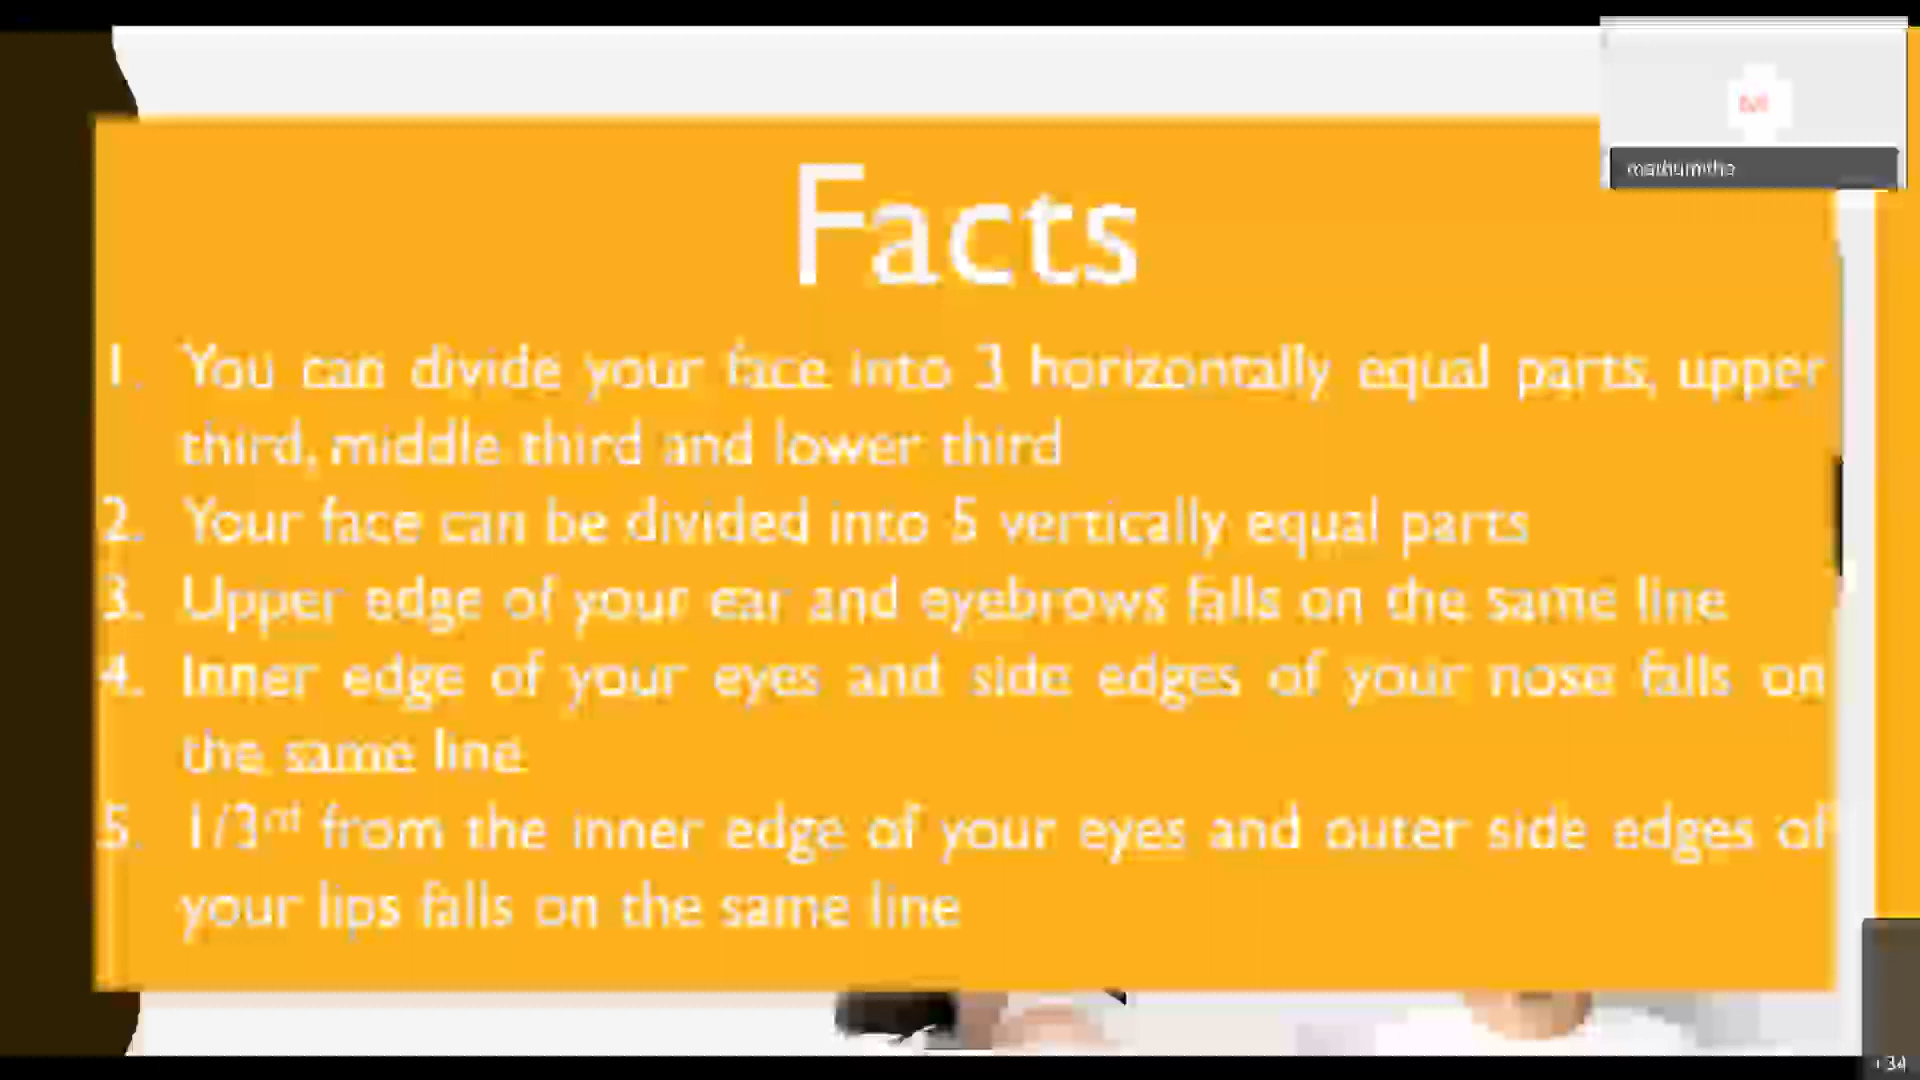 Facts
1. You can divide your face into 3 horizontally equal parts, upper
third, middle third and lower third
2. Your face can be divided into 5 vertically equal parts
3. Upper edge of your ear and eyebrows falls on the same line
4. Inner edge of your eyes and side edges of your nose falls on
the same line
5. 1/3rd from the inner edge of your eyes and outer side edges of
your lips falls on the same line